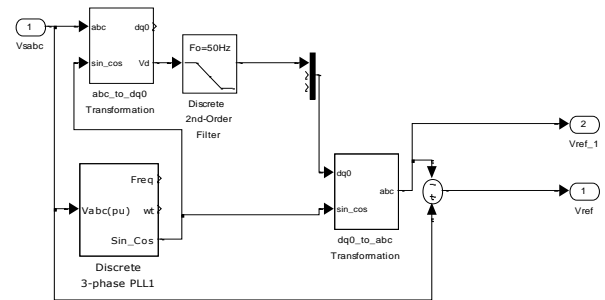 1
Vsabc
abc
sin_cos
dq0
Vd
abc_to_dq0
Transformation
Fo=50Hz
Discrete
2nd-Order
Filter
Freq
Vabc(pu)
wt
Sin_Cos
Discrete
3-phase PLL1
dq0
sin_cos
abc
dq0_to_abc
Transformation
2
Vref_1
1
Vref